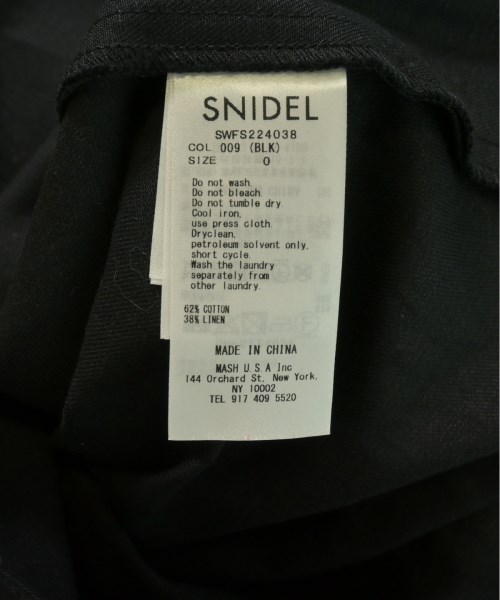 SNIDEL
SWFS224038
COL 009 (BLK)
SIZE 0
Do not wash.
Do not bleach.
Do not tumble dry.
Cool iron,
use press cloth.
Dryclean,
petroleum solvent only,
short cycle.
Wash the laundry
separately from
other laundry.
62% COTTON
38% LINEN
MADE IN CHINA
MASH U.S.A Inc
144 Orchard St, New York,
NY 10002
TEL 917 409 5520